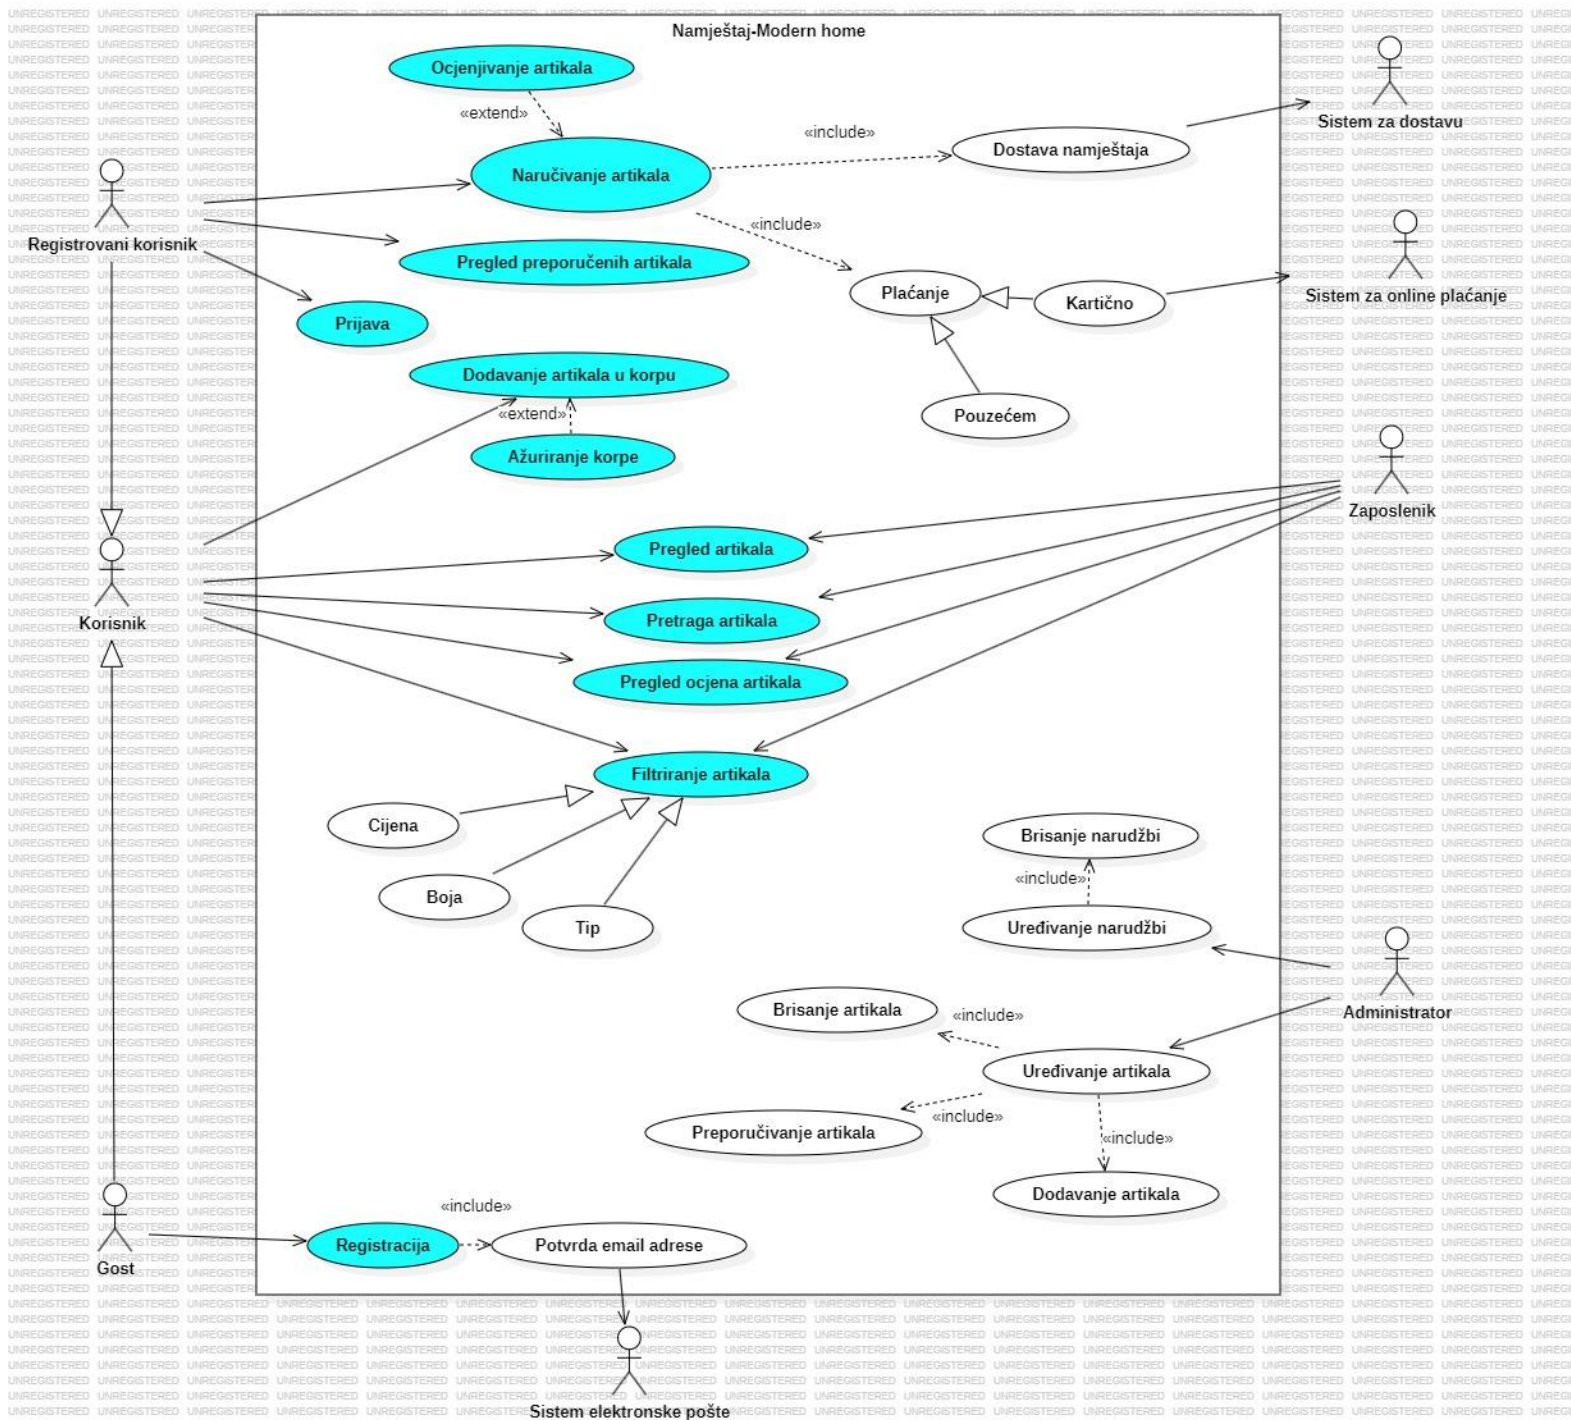 Namještaj-Modern home
Ocjenjivanje artikala
«extend»
Sistem za dostavu
«include»
Dostava namještaja
Naručivanje artikala
Registrovani korisnik
«include»
Pregled preporučenih artikala
Plaćanje
Kartično
Sistem za online plaćanje
Prijava
Dodavanje artikala u korpu
«extend»
Pouzećem
Ažuriranje korpe
Zaposlenik
Pregled artikala
Korisnik
Pretraga artikala
Pregled ocjena artikala
Filtriranje artikala
Cijena
Brisanje narudžbi
«include»
Boja
Tip
Uređivanje narudžbi
Brisanje artikala
«include»
Administrator
Uređivanje artikala
«include»
Preporučivanje artikala
«include»
Dodavanje artikala
«include»
Registracija
Potvrda email adrese
Gost
Sistem elektronske pošte
UNREGISTERED